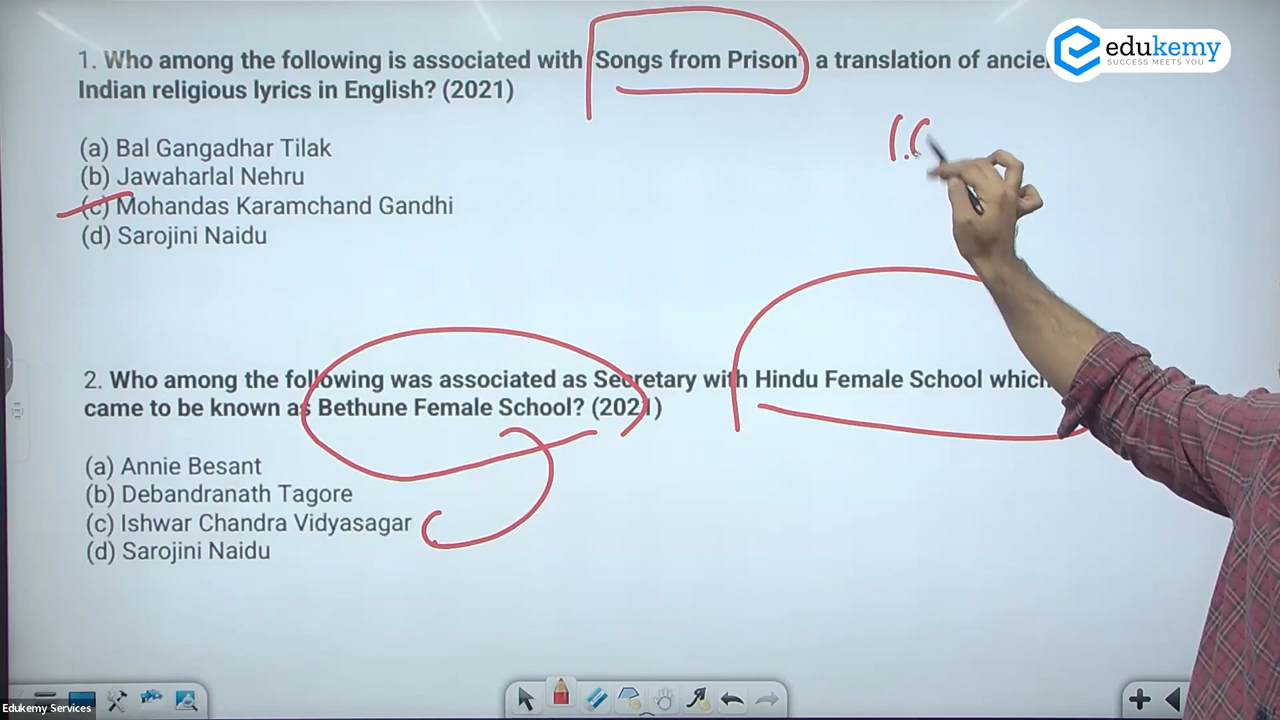 1. Who among the following is associated with 'Songs from Prison' a translation of ancie
Indian religious lyrics in English? (2021)
(a) Bal Gangadhar Tilak
(b) Jawaharlal Nehru
(c) Mohandas Karamchand Gandhi
(d) Sarojini Naidu
edukemy
SUCCESS MEETS YOU
2. Who among the following was associated as Secretary with Hindu Female School which
came to be known as Bethune Female School? (2021)
(a) Annie Besant
(b) Debandranath Tagore
(c) Ishwar Chandra Vidyasagar
(d) Sarojini Naidu
Edukemy Services